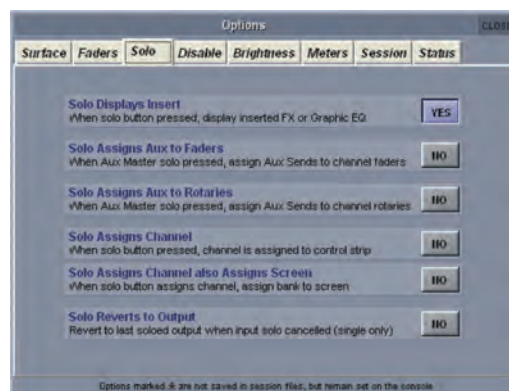 Options
CLOSE
Surface Faders Solo Disable Brightness Meters Session Status
Solo Displays Insert
When solo button pressed, display inserted FX or Graphic EQ
YES
Solo Assigns Aux to Faders
When Aux Master solo pressed, assign Aux Sends to channel faders
NO
Solo Assigns Aux to Rotaries
When Aux Master solo pressed, assign Aux Sends to channel rotaries
NO
Solo Assigns Channel
When solo button pressed, channel is assigned to control strip
NO
Solo Assigns Channel also Assigns Screen
When solo button assigns channel, assign bank to screen
NO
Solo Reverts to Output
Revert to last soloed output when input solo cancelled (single only)
NO
Options marked * are not saved in session files, but remain set on the console